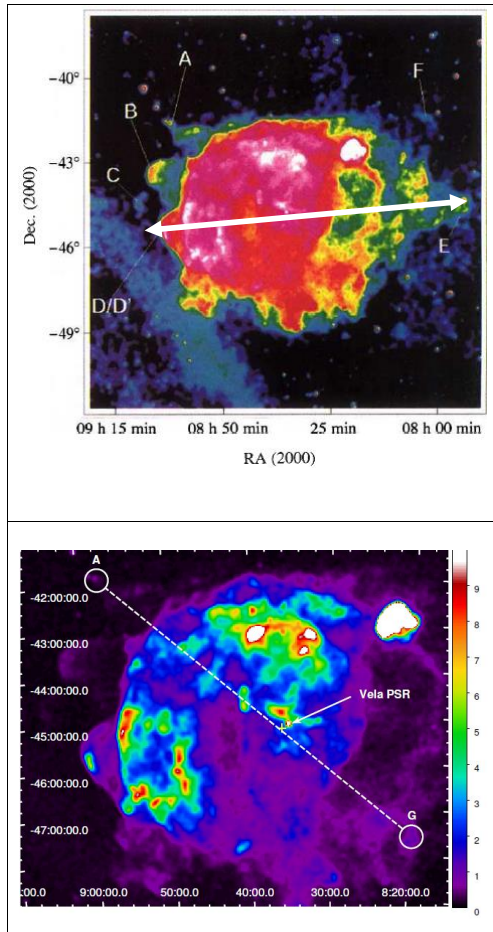 A
F
−40°
B
−43°
C
Dec. (2000)
−46°
E
D/D'
−49°
09 h 15 min
08 h 50 min
25 min
08 h 00 min
RA (2000)
A
9
-42:00:00.0
8
-43:00:00.0
7
Vela PSR
6
-44:00:00.0
5
-45:00:00.0
4
-46:00:00.0
3
G
-47:00:00.0
2
1
:00.0
9:00:00.0
50:00.0
40:00.0
30:00.0
8:20:00.0
0